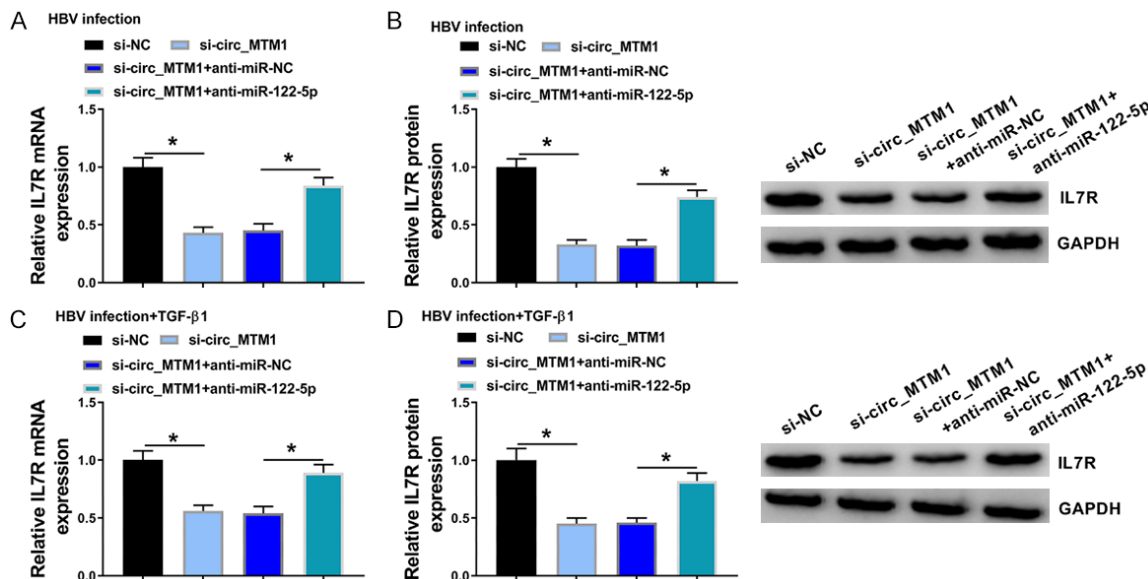 A
HBV infection
si-NC
si-circ_MTM1
si-circ_MTM1+anti-miR-NC
si-circ_MTM1+anti-miR-122-5p
Relative IL7R mRNA
expression
1.5
1.0
0.5
0.0
*
*
B
HBV infection
si-NC
si-circ_MTM1
si-circ_MTM1+anti-miR-NC
si-circ_MTM1+anti-miR-122-5p
Relative IL7R protein
expression
1.5
1.0
0.5
0.0
*
*
si-NC
si-circ_MTM1
si-circ_MTM1
+anti-miR-NC
si-circ_MTM1+
anti-miR-122-5p
IL7R
GAPDH
C
HBV infection+TGF-β1
si-NC
si-circ_MTM1
si-circ_MTM1+anti-miR-NC
si-circ_MTM1+anti-miR-122-5p
Relative IL7R mRNA
expression
1.5
1.0
0.5
0.0
*
*
D
HBV infection+TGF-β1
si-NC
si-circ_MTM1
si-circ_MTM1+anti-miR-NC
si-circ_MTM1+anti-miR-122-5p
Relative IL7R protein
expression
1.5
1.0
0.5
0.0
*
*
si-NC
si-circ_MTM1
si-circ_MTM1
+anti-miR-NC
si-circ_MTM1+
anti-miR-122-5p
IL7R
GAPDH